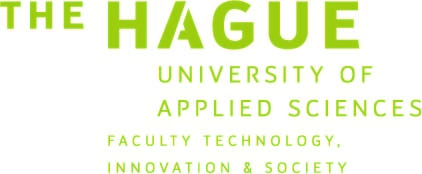 THE HAGUE
UNIVERSITY OF
APPLIED SCIENCES
FACULTY TECHNOLOGY,
INNOVATION & SOCIETY